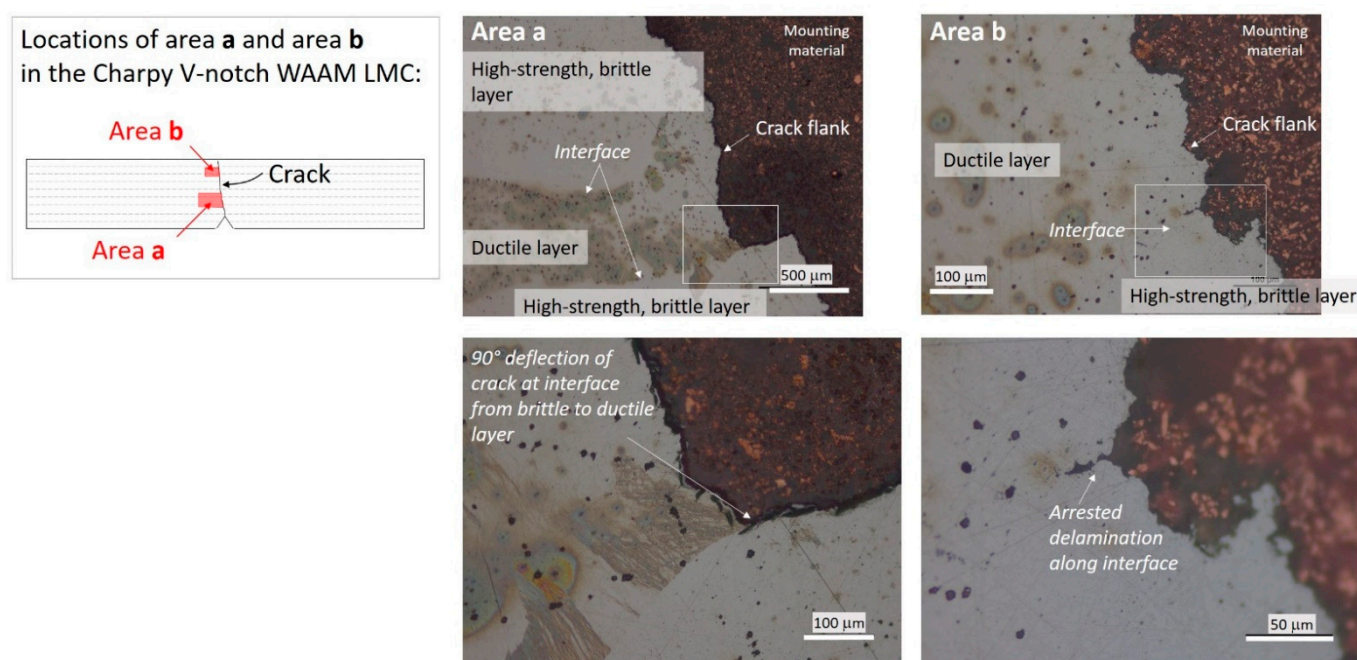 Locations of area a and area b
in the Charpy V-notch WAAM LMC:
Area b
Crack
Area a
Area a
Mounting
material
High-strength, brittle
layer
Crack flank
Interface
Ductile layer
500 μm
High-strength, brittle layer
Area b
Mounting
material
Crack flank
Ductile layer
Interface
100 μm
100 μm
High-strength, brittle layer
90° deflection of
crack at interface
from brittle to ductile
layer
100 μm
Arrested
delamination
along interface
50 μm